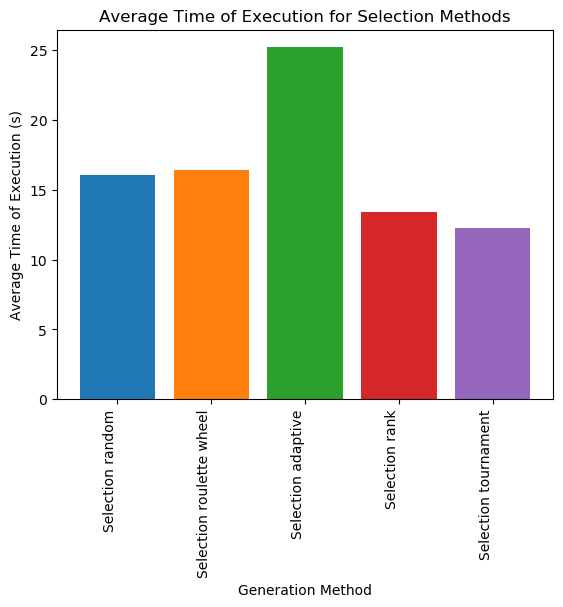 Average Time of Execution for Selection Methods
Average Time of Execution (s)
25
20
15
10
5
0
Selection random
Selection roulette wheel
Selection adaptive
Selection rank
Selection tournament
Generation Method